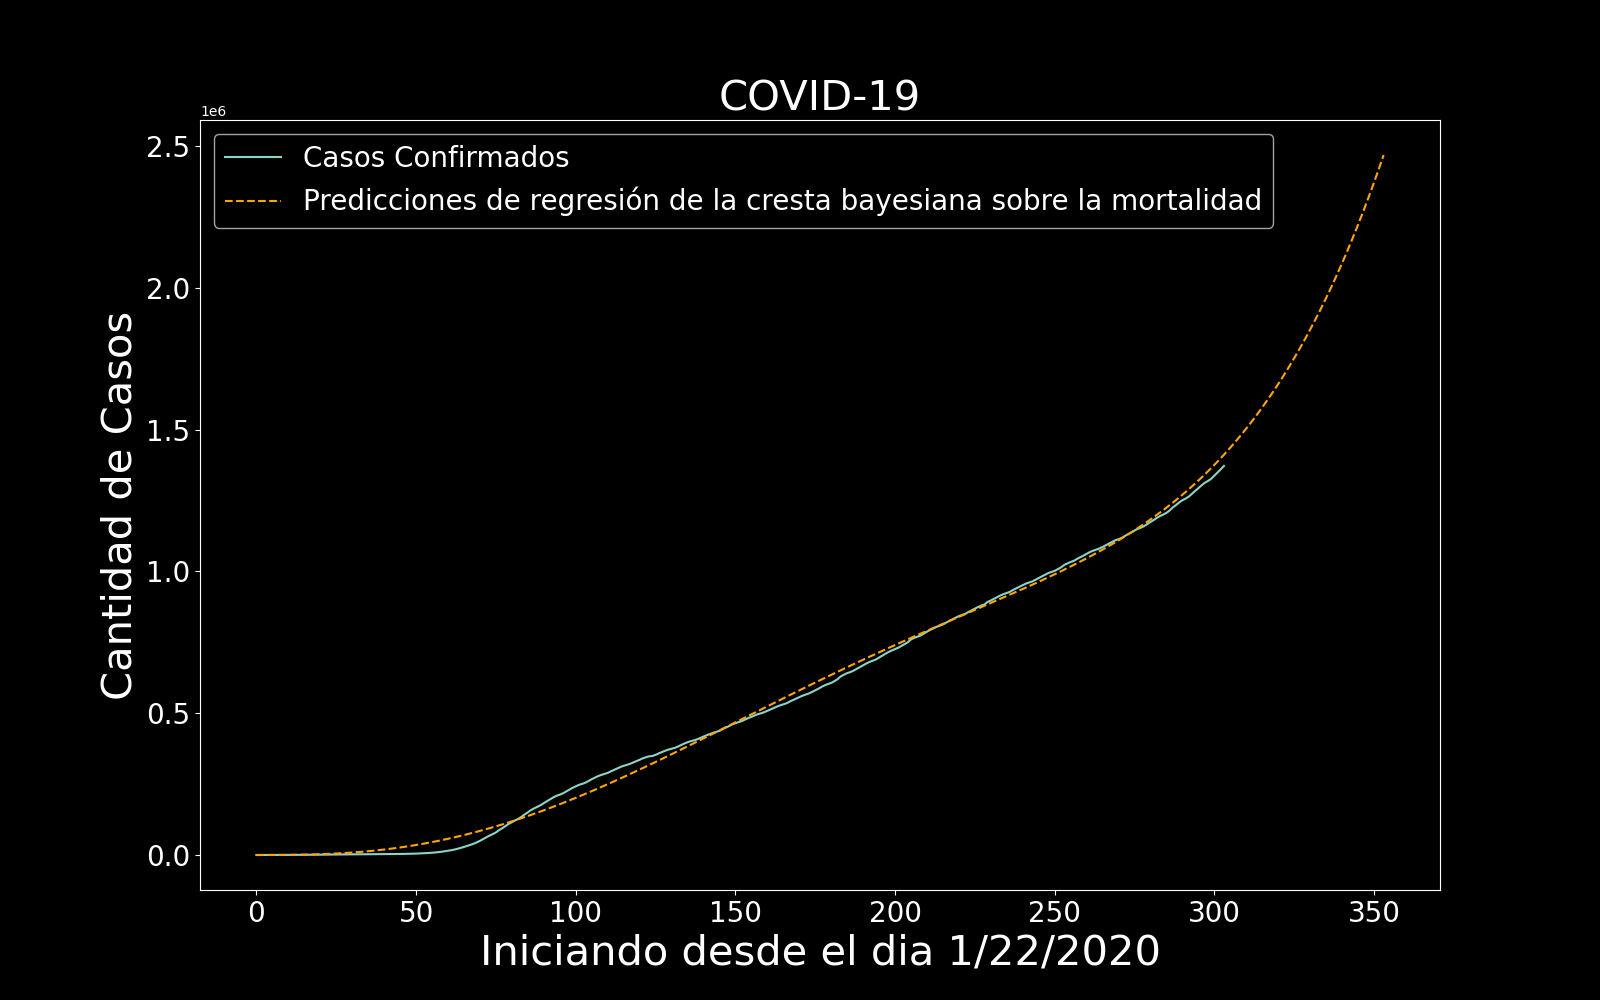 COVID-19
1e6
Casos Confirmados
Predicciones de regresión de la cresta bayesiana sobre la mortalidad
Cantidad de Casos
2.5
2.0
1.5
1.0
0.5
0.0
0 50 100 150 200 250 300 350
Iniciando desde el dia 1/22/2020